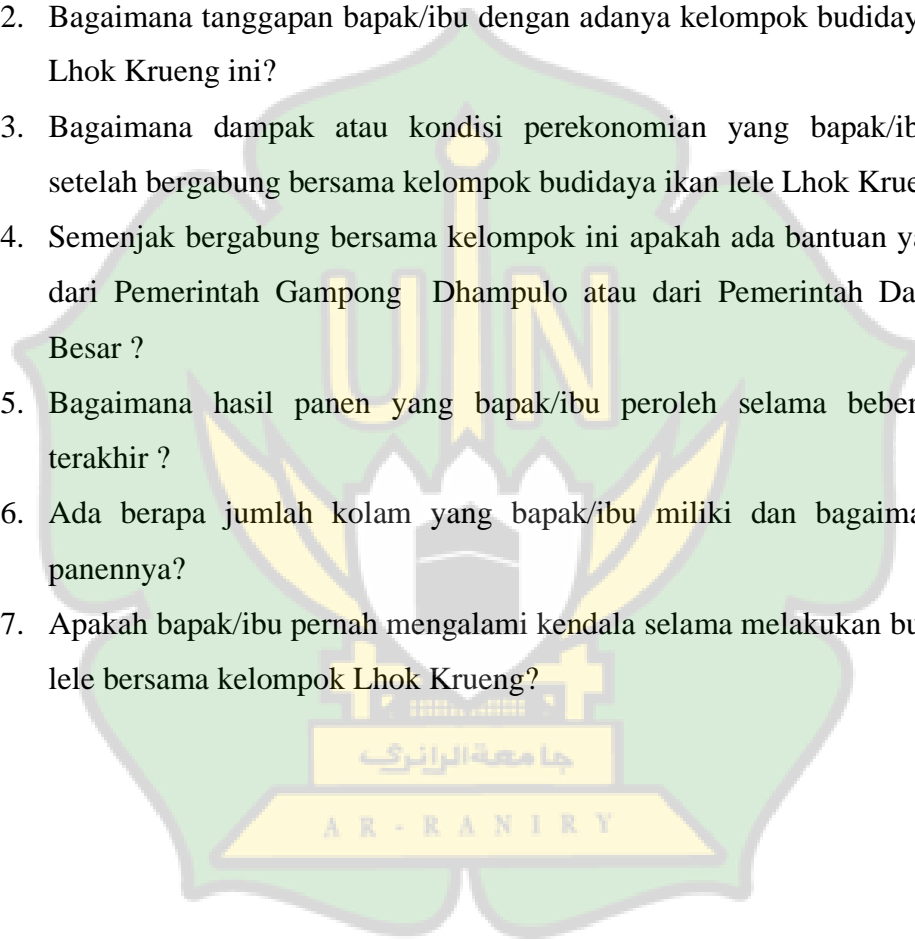 2. Bagaimana tanggapan bapak/ibu dengan adanya kelompok budiday
Lhok Krueng ini?
3. Bagaimana dampak atau kondisi perekonomian yang bapak/ib
setelah bergabung bersama kelompok budidaya ikan lele Lhok Krue
4. Semenjak bergabung bersama kelompok ini apakah ada bantuan ya
dari Pemerintah Gampong Dhampulo atau dari Pemerintah Da
Besar ?
5. Bagaimana hasil panen yang bapak/ibu peroleh selama beber
terakhir ?
6. Ada berapa jumlah kolam yang bapak/ibu miliki dan bagaima
panennya?
7. Apakah bapak/ibu pernah mengalami kendala selama melakukan bu
lele bersama kelompok Lhok Krueng?
UIN
جامعة الرانري
AR-RANIRY